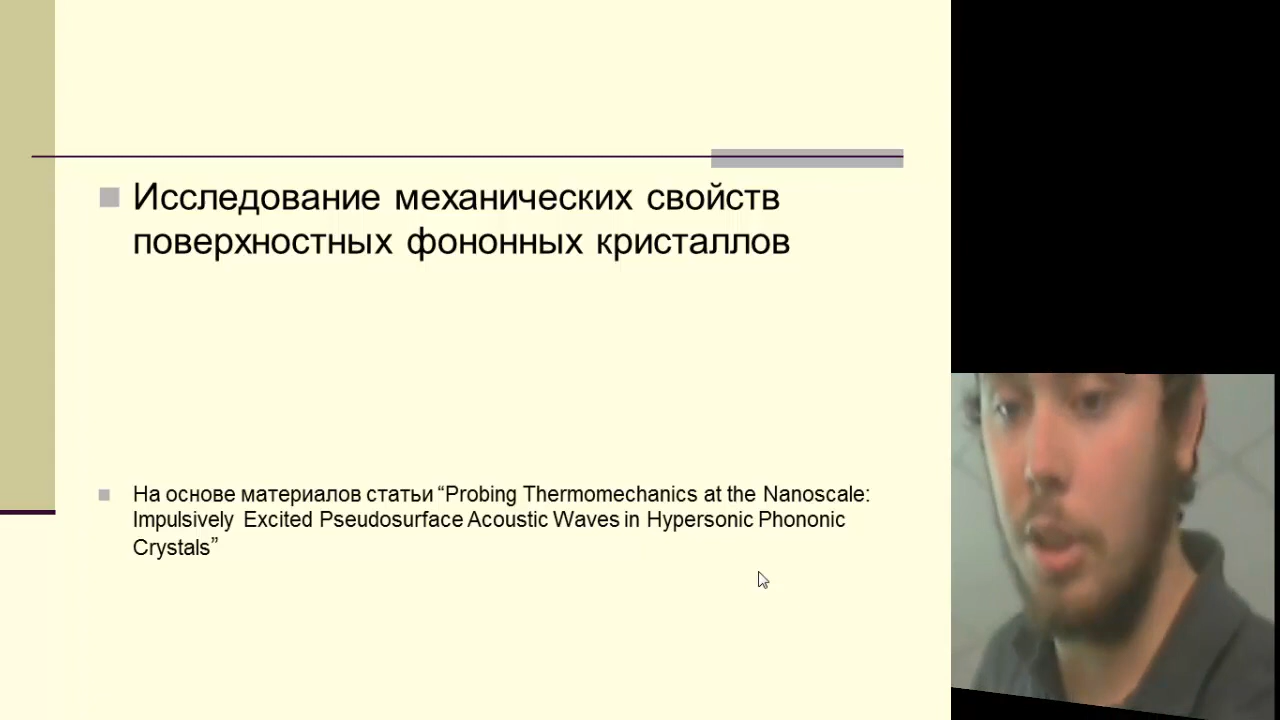 Исследование механических свойств
поверхностных фононных кристаллов
На основе материалов статьи “Probing Thermomechanics at the Nanoscale:
Impulsively Excited Pseudosurface Acoustic Waves in Hypersonic Phononic
Crystals”